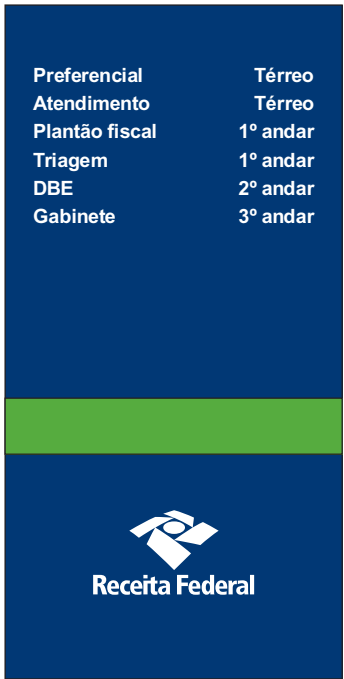 Preferencial Térreo
Atendimento Térreo
Plantão fiscal 1º andar
Triagem 1º andar
DBE 2º andar
Gabinete 3º andar
Receita Federal